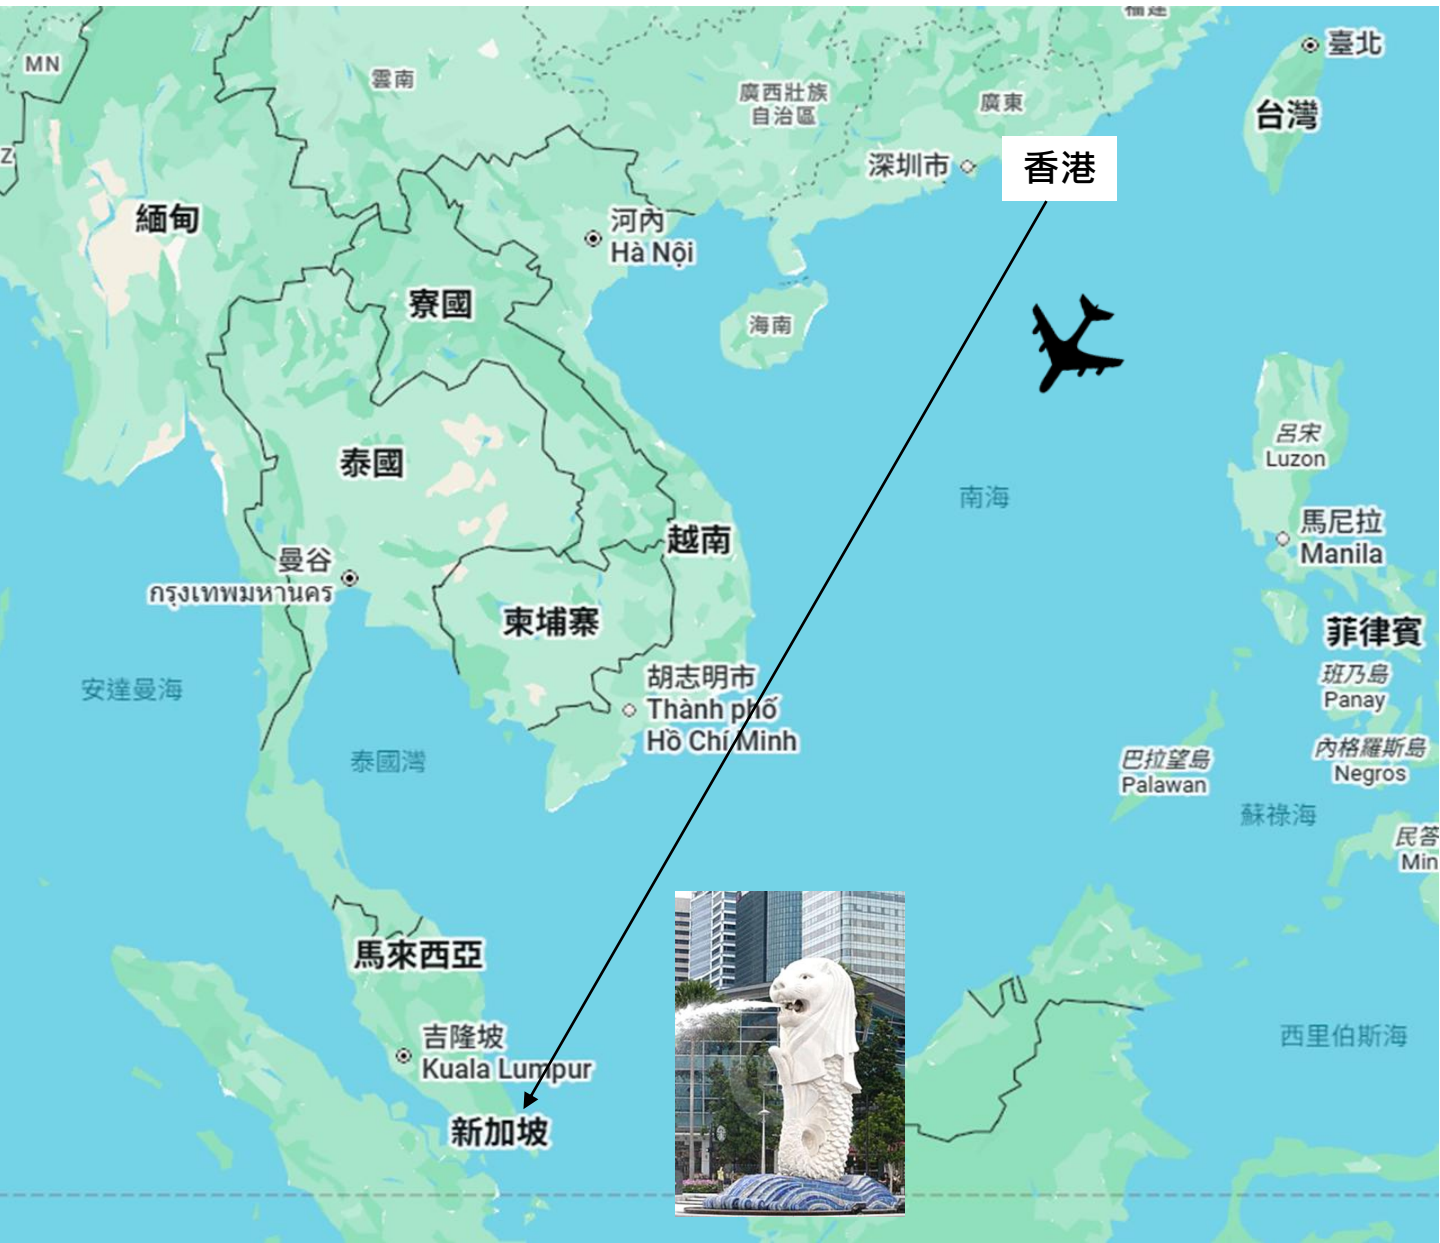 福建
MN
雲南
臺北
廣西壯族
自治區
廣東
台灣
Z
深圳市
香港
緬甸
河內
Hà Nội
寮國
海南
呂宋
Luzon
泰國
南海
馬尼拉
Manila
越南
曼谷
กรุงเทพมหานคร
柬埔寨
菲律賓
安達曼海
胡志明市
Thành phố
Hồ Chí Minh
班乃島
Panay
泰國灣
巴拉望島
Palawan
內格羅斯島
Negros
蘇祿海
民答
Min
馬來西亞
吉隆坡
Kuala Lumpur
西里伯斯海
新加坡